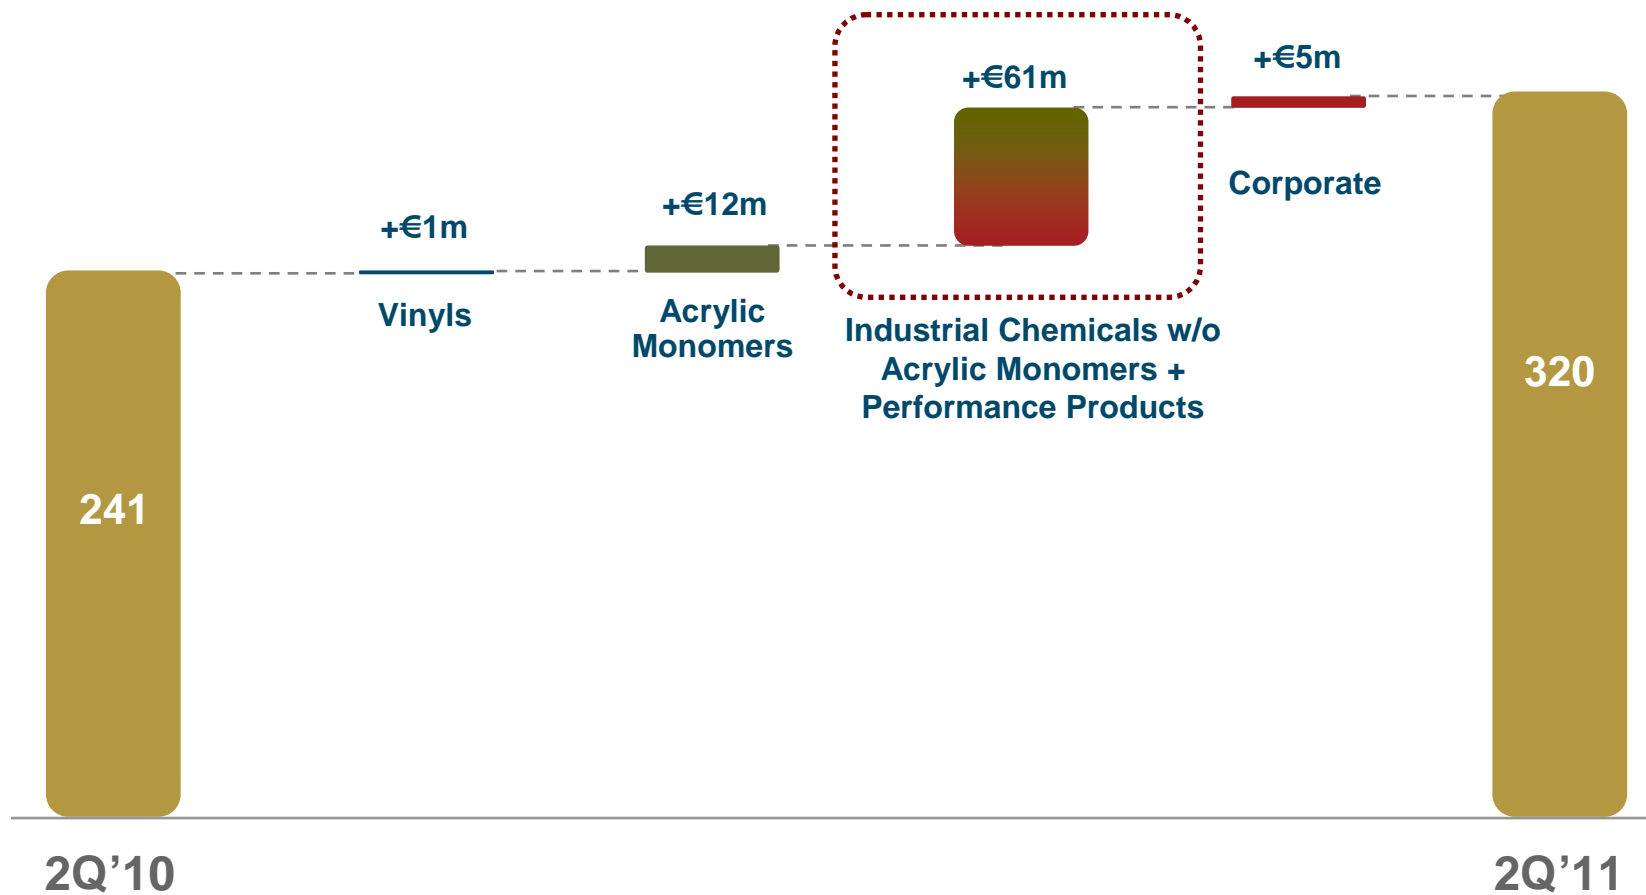 +€5m
+€61m
Corporate
+€12m
+€1m
Vinyls
Acrylic
Monomers
Industrial Chemicals w/o
Acrylic Monomers +
Performance Products
320
241
2Q’10
2Q’11